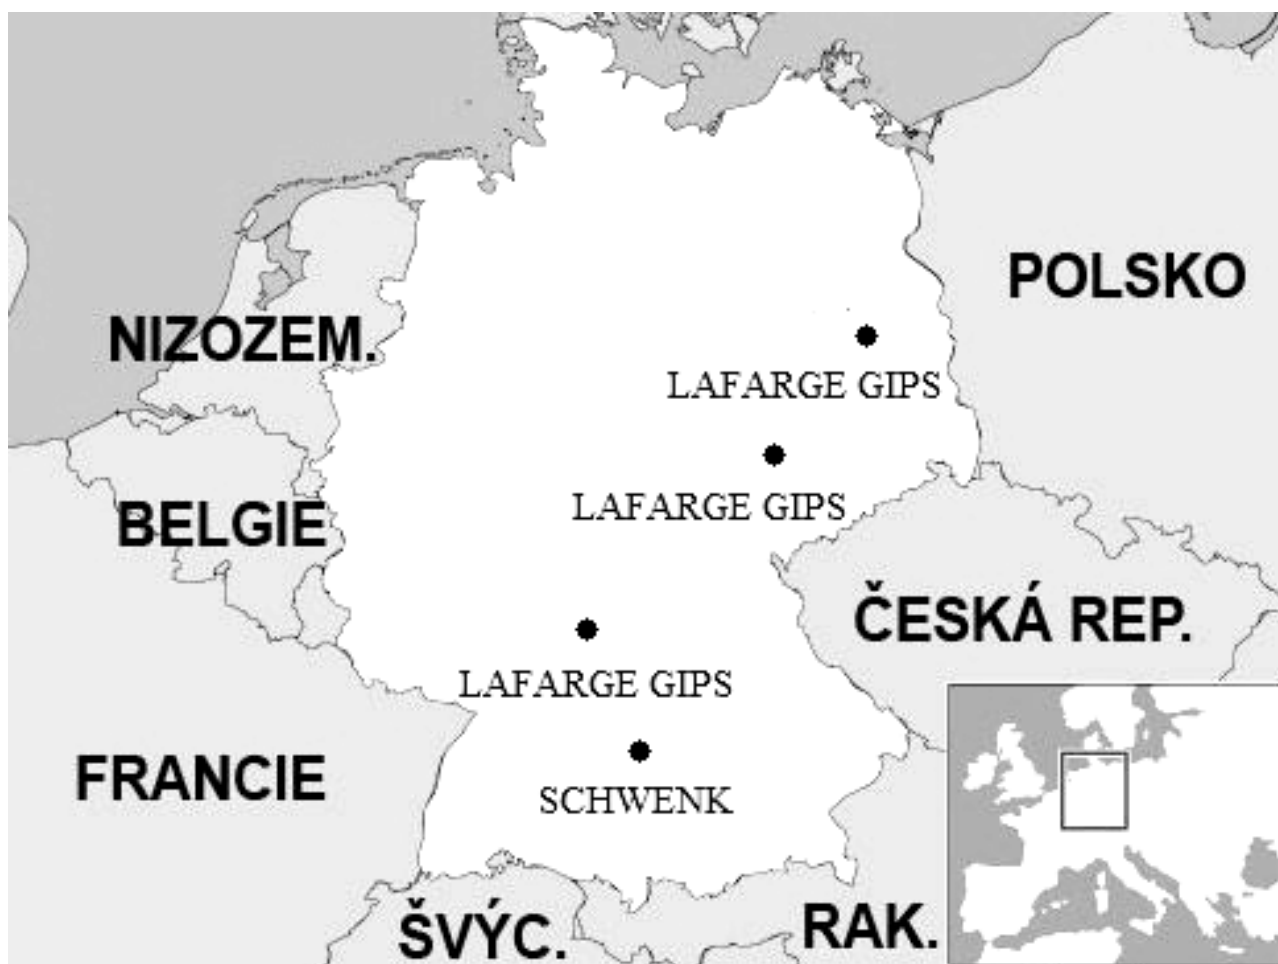 POLSKO
NIZOZEM.
LAFARGE GIPS
LAFARGE GIPS
BELGIE
ČESKÁ REP.
LAFARGE GIPS
FRANCIE
SCHWENK
ŠVÝC.
RAK.